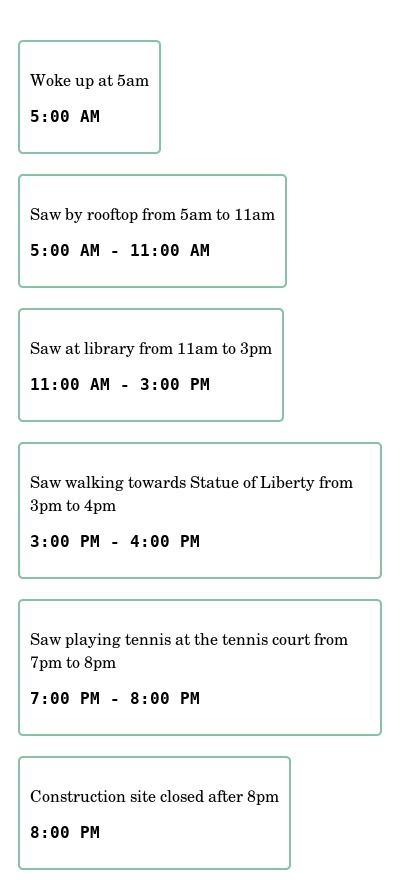 Woke up at 5am
5:00 AM
Saw by rooftop from 5am to 11am
5:00 AM - 11:00 AM
Saw at library from 11am to 3pm
11:00 AM - 3:00 PM
Saw walking towards Statue of Liberty from
3pm to 4pm
3:00 PM - 4:00 PM
Saw playing tennis at the tennis court from
7pm to 8pm
7:00 PM - 8:00 PM
Construction site closed after 8pm
8:00 PM